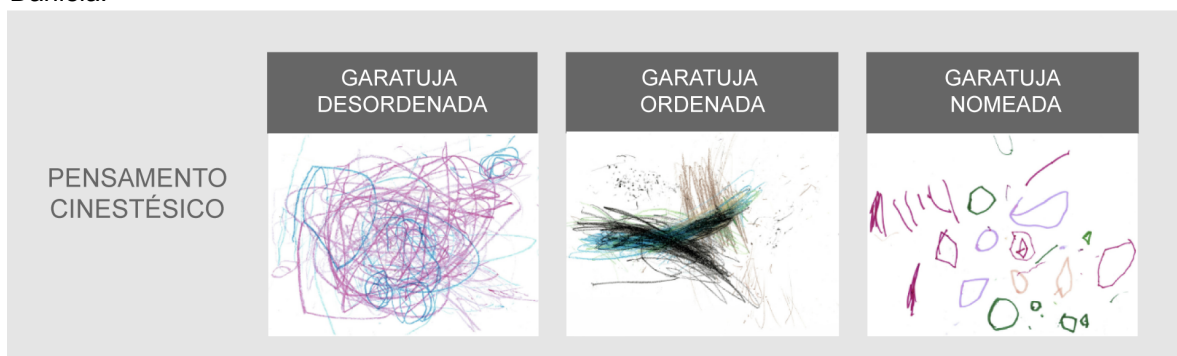 PENSAMENTO
CINESTÉSICO
GARATUJA
DESORDENADA
GARATUJA
ORDENADA
GARATUJA
NOMEADA